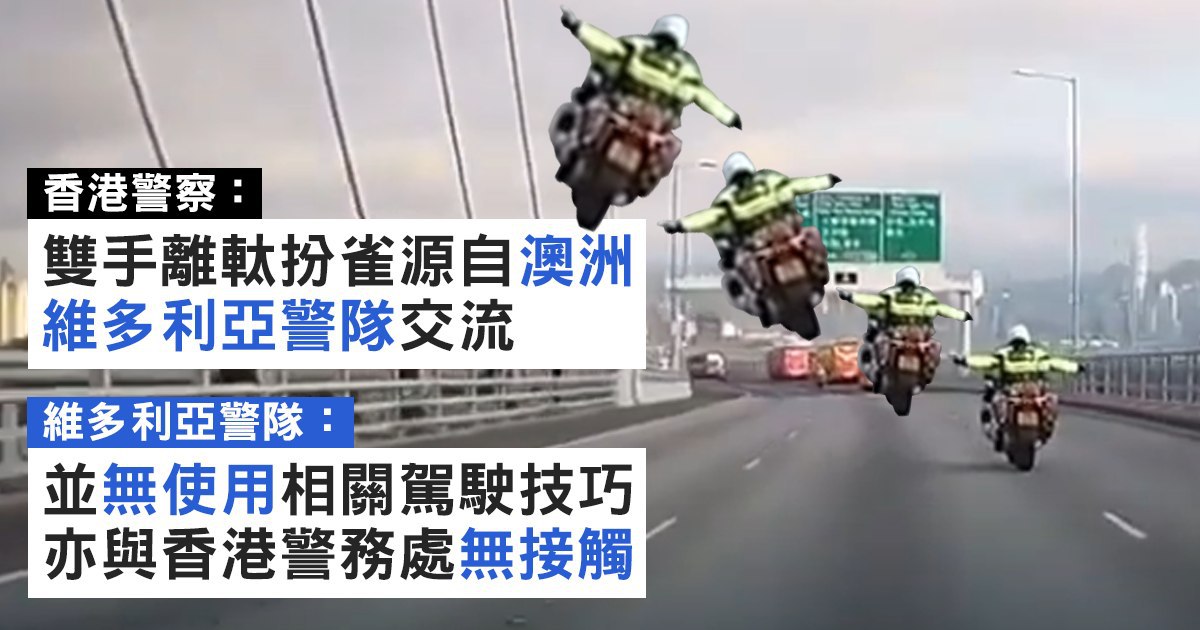 香港警察：
雙手離軚扮雀源自澳洲
維多利亞警隊交流
維多利亞警隊：
並無使用相關駕駛技巧
亦與香港警務處無接觸